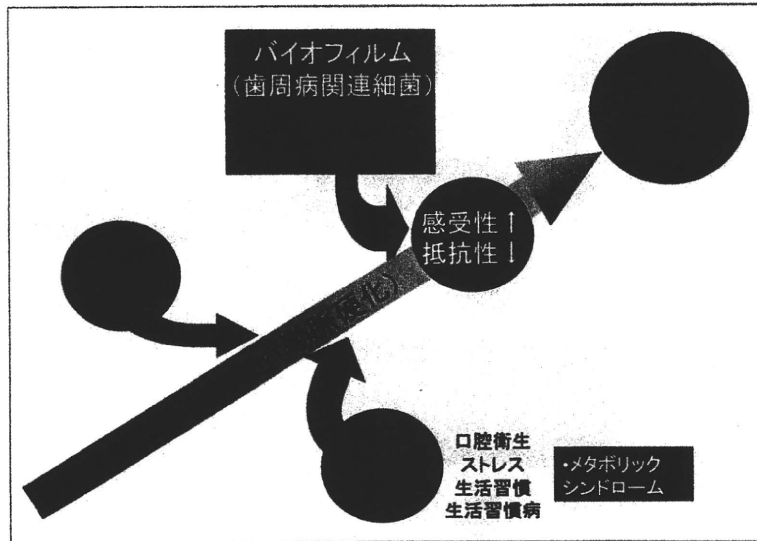 バイオフィルム
(歯周病関連細菌)
感受性↑
抵抗性↓
化)
口腔衛生
ストレス
生活習慣
生活習慣病
・メタボリック
シンドローム